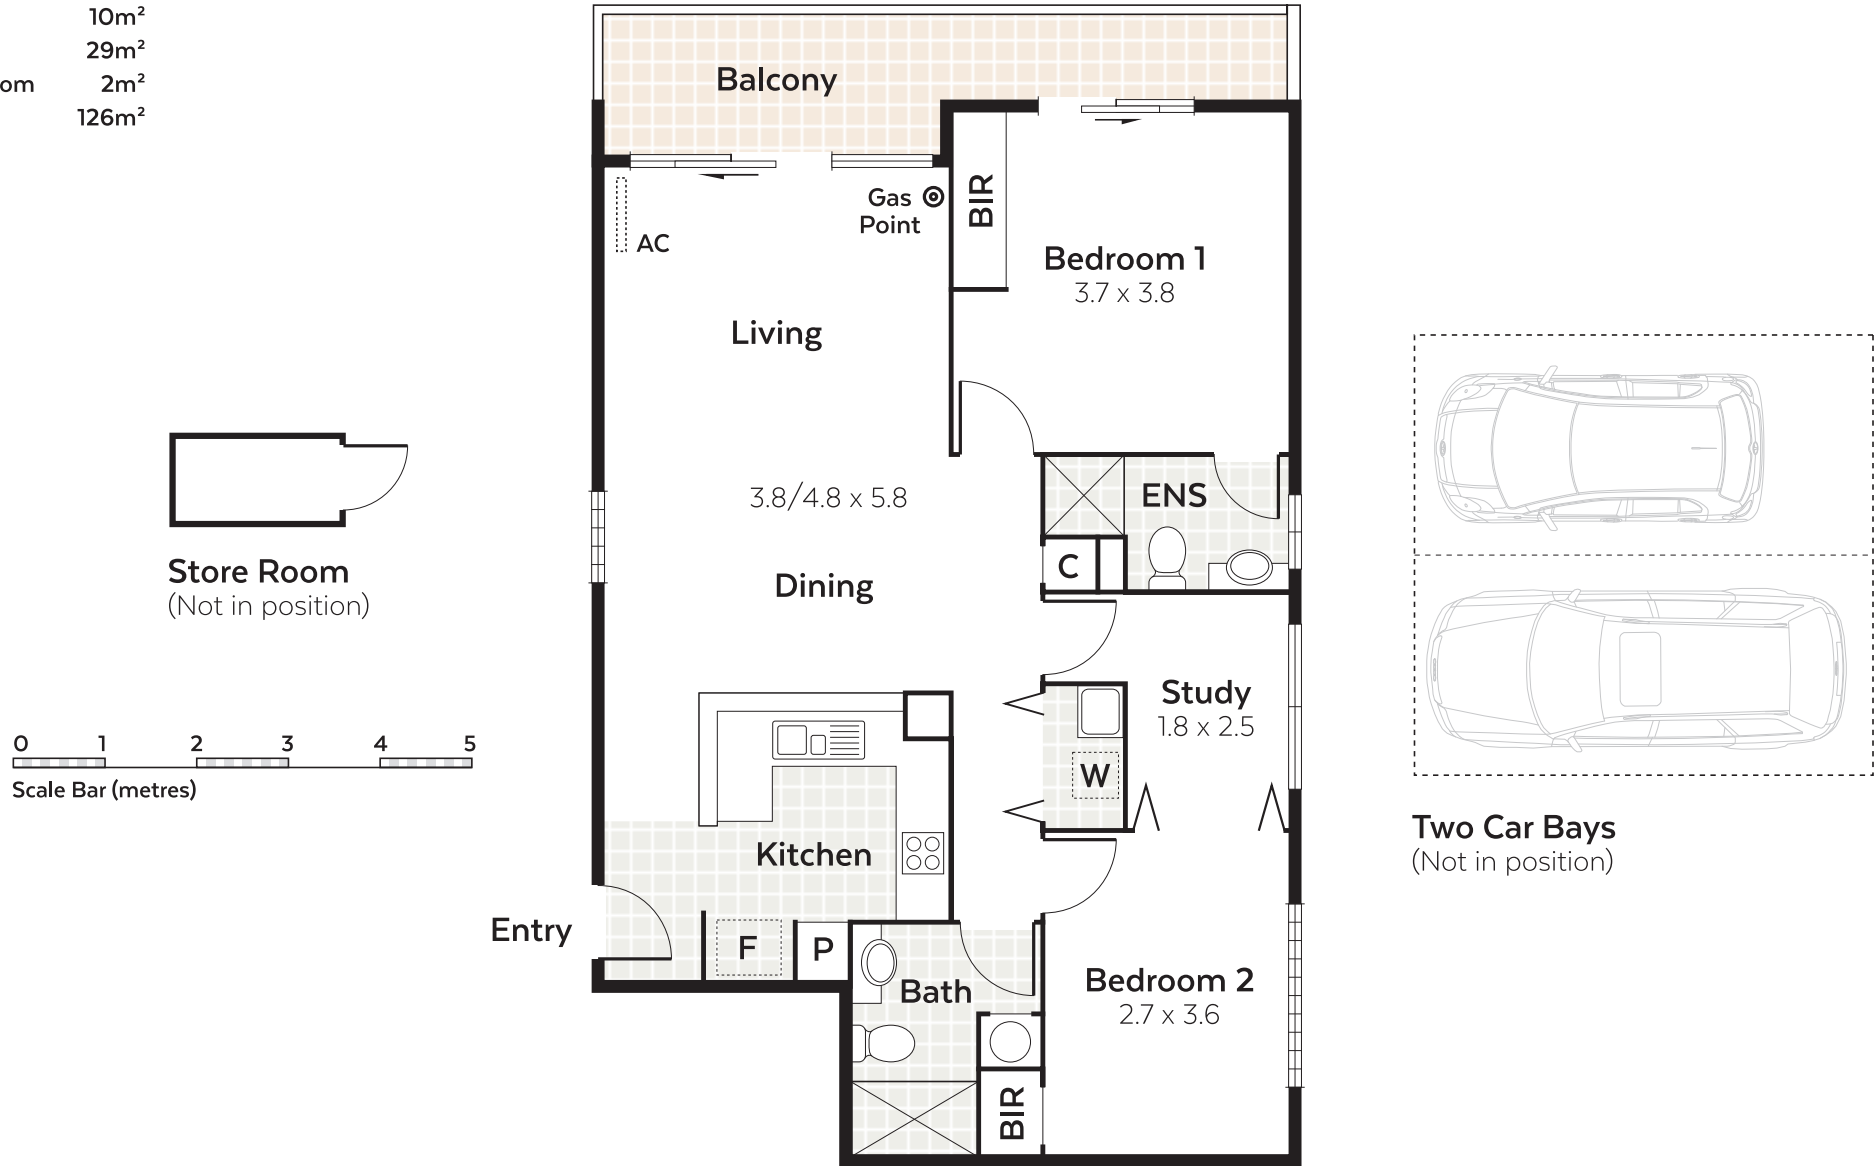 10m²
29m²
om 2m²
126m²
Balcony
Gas
Point
AC
BIR
Bedroom 1
3.7 x 3.8
Living
3.8/4.8 x 5.8
ENS
C
Dining
Store Room
(Not in position)
Study
1.8 x 2.5
W
0 1 2 3 4 5
Scale Bar (metres)
Two Car Bays
(Not in position)
Kitchen
Entry
F
P
Bath
Bedroom 2
2.7 x 3.6
BIR